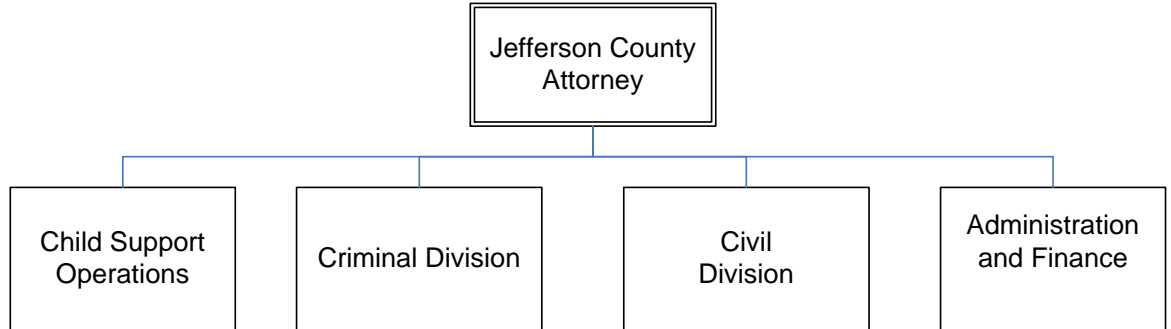 Jefferson County
Attorney
Child Support
Operations
Criminal Division
Civil
Division
Administration
and Finance